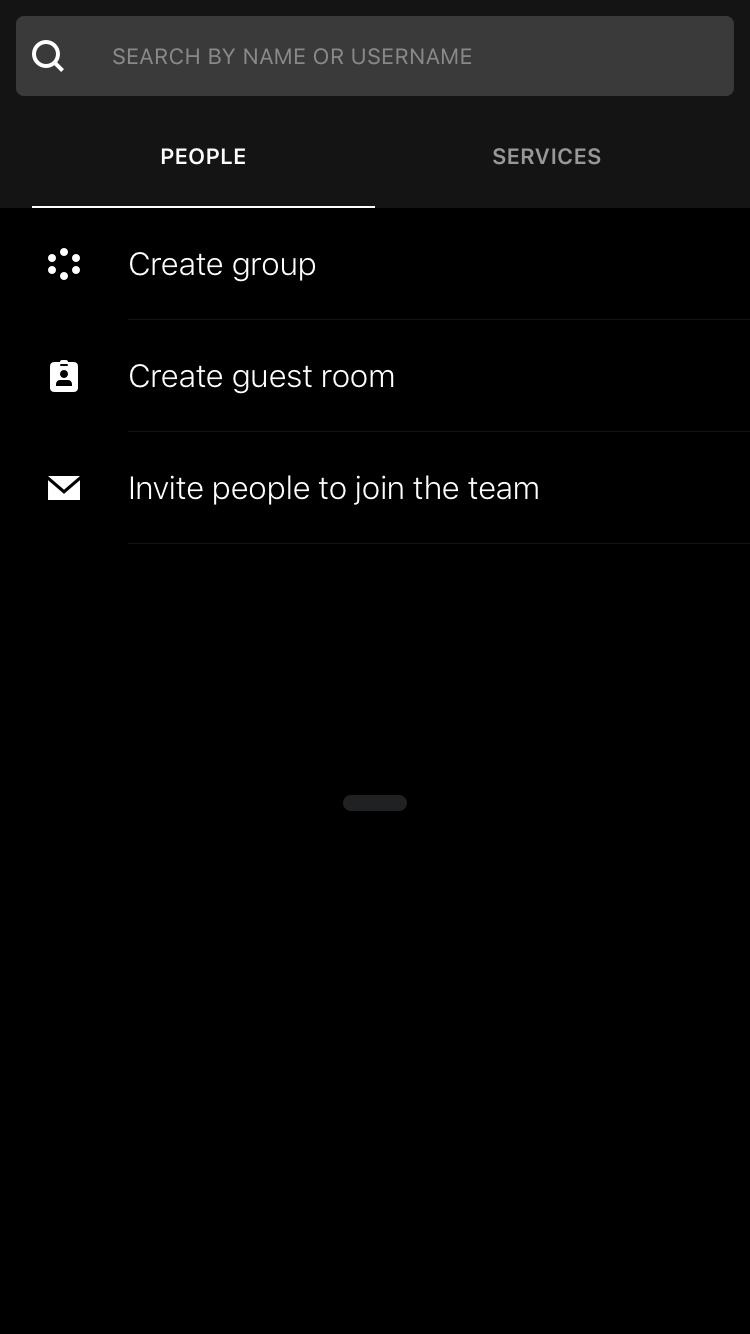 SEARCH BY NAME OR USERNAME
PEOPLE
SERVICES
Create group
Create guest room
Invite people to join the team